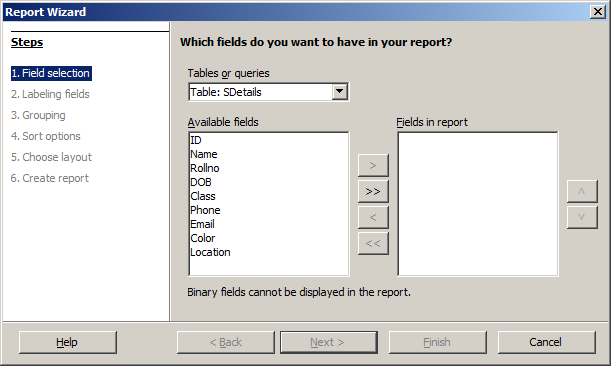 Report Wizard
Steps
1. Field selection
2. Labeling fields
3. Grouping
4. Sort options
5. Choose layout
6. Create report
Which fields do you want to have in your report?
Tables or queries
Table: SDetails
Available fields
ID
Name
Rollno
DOB
Class
Phone
Email
Color
Location
>
>>
<
<<
Fields in report
^
v
Binary fields cannot be displayed in the report.
Help
< Back
Next >
Finish
Cancel